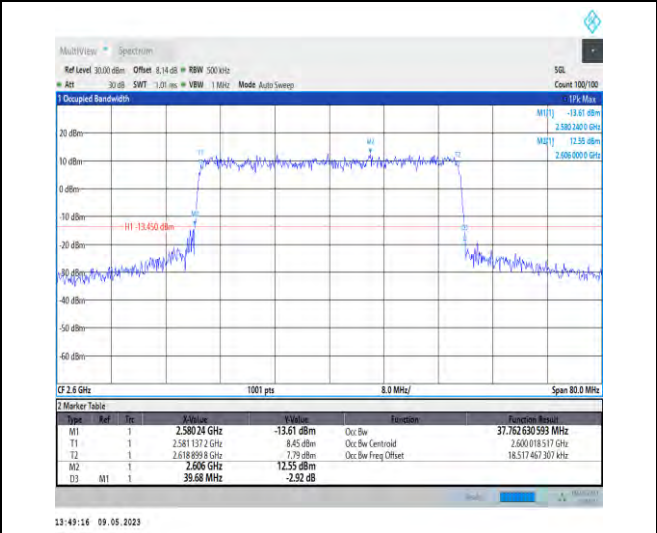 MultiView Spectrum
Ref Level 30.00 dBm Offset 8.14 dB RBW 500 kHz SGL
Att 30 dB SWT 1.01 ms VBW 1 MHz Mode Auto Sweep Count 100/100
1 Occupied Bandwidth 1Pk Max
M1[1] -13.61 dBm
2.580 240 0 GHz
20 dBm M2[1] 12.55 dBm
M2
T1 T2 2.606 000 0 GHz
10 dBm
0 dBm
-10 dBm M1
H1 -13.450 dBm D3
-20 dBm
-30 dBm
-40 dBm
-50 dBm
-60 dBm
CF 2.6 GHz 1001 pts 8.0 MHz/ Span 80.0 MHz
2 Marker Table
Type Ref Trc X-Value Y-Value Function Function Result
M1 1 2.580 24 GHz -13.61 dBm Occ Bw 37.762 630 593 MHz
T1 1 2.581 137 2 GHz 8.45 dBm Occ Bw Centroid 2.600 018 517 GHz
T2 1 2.618 899 8 GHz 7.79 dBm Occ Bw Freq Offset 18.517 467 307 kHz
M2 1 2.606 GHz 12.55 dBm
D3 M1 1 39.68 MHz -2.92 dB
13:49:16 09.05.2023